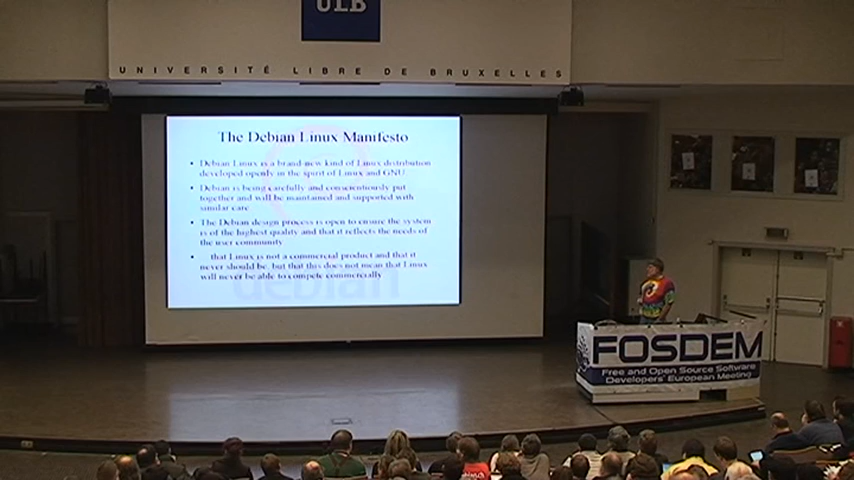 ULB
UNIVERSITÉ LIBRE DE BRUXELLES
The Debian Linux Manifesto
• Debian Linux is a brand-new kind of Linux distribution
developed openly in the spirit of Linux and GNU
• Debian is being carefully and conscientiously put
together and will be maintained and supported with
similar care
• The Debian design process is open to ensure the system
is of the highest quality and that it reflects the needs of
the user community
• that Linux is not a commercial product and that it
never should be, but that this does not mean that Linux
will never be able to compete commercially
debian
FOSDEM
Free and Open Source Software
Developers' European Meeting